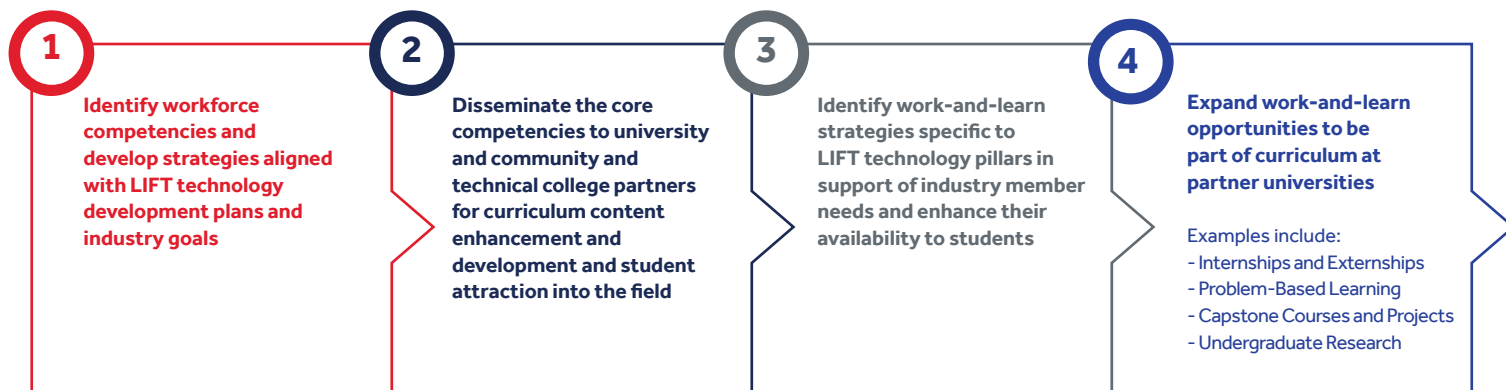 1
Identify workforce
competencies and
develop strategies aligned
with LIFT technology
development plans and
industry goals
2
Disseminate the core
competencies to university
and community and
technical college partners
for curriculum content
enhancement and
development and student
attraction into the field
3
Identify work-and-learn
strategies specific to
LIFT technology pillars in
support of industry member
needs and enhance their
availability to students
4
Expand work-and-learn
opportunities to be
part of curriculum at
partner universities
Examples include:
- Internships and Externships
- Problem-Based Learning
- Capstone Courses and Projects
- Undergraduate Research